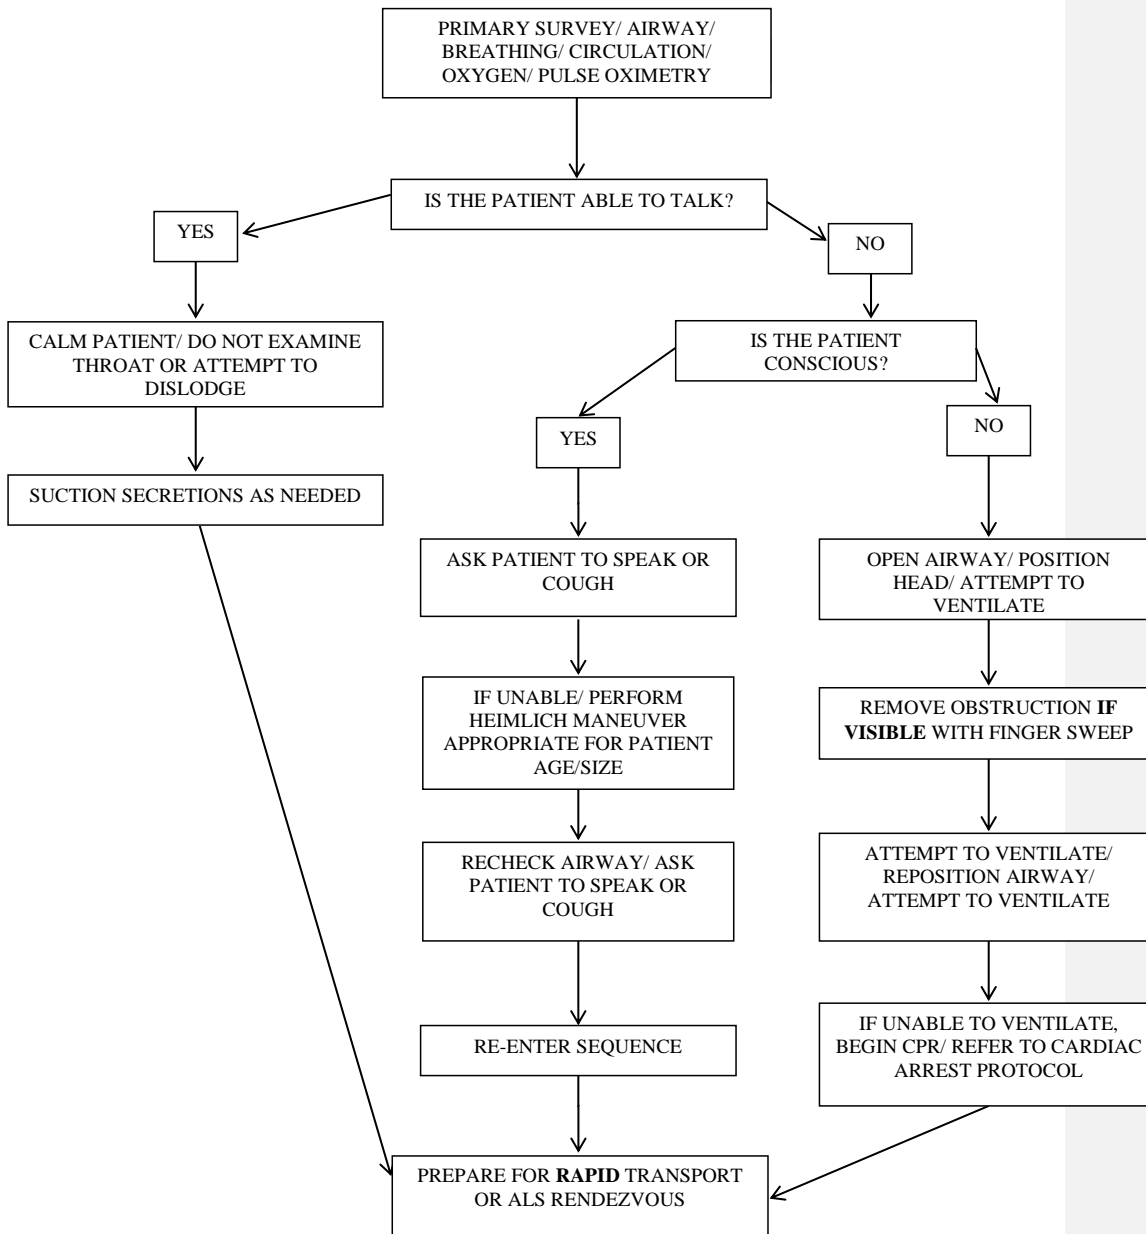 PRIMARY SURVEY/ AIRWAY/
BREATHING/ CIRCULATION/
OXYGEN/ PULSE OXIMETRY
IS THE PATIENT ABLE TO TALK?
YES
NO
CALM PATIENT/ DO NOT EXAMINE
THROAT OR ATTEMPT TO
DISLODGE
IS THE PATIENT
CONSCIOUS?
YES
NO
SUCTION SECRETIONS AS NEEDED
ASK PATIENT TO SPEAK OR
COUGH
OPEN AIRWAY/ POSITION
HEAD/ ATTEMPT TO
VENTILATE
IF UNABLE/ PERFORM
HEIMLICH MANEUVER
APPROPRIATE FOR PATIENT
AGE/SIZE
REMOVE OBSTRUCTION IF
VISIBLE WITH FINGER SWEEP
RECHECK AIRWAY/ ASK
PATIENT TO SPEAK OR
COUGH
ATTEMPT TO VENTILATE/
REPOSITION AIRWAY/
ATTEMPT TO VENTILATE
RE-ENTER SEQUENCE
IF UNABLE TO VENTILATE,
BEGIN CPR/ REFER TO CARDIAC
ARREST PROTOCOL
PREPARE FOR RAPID TRANSPORT
OR ALS RENDEZVOUS